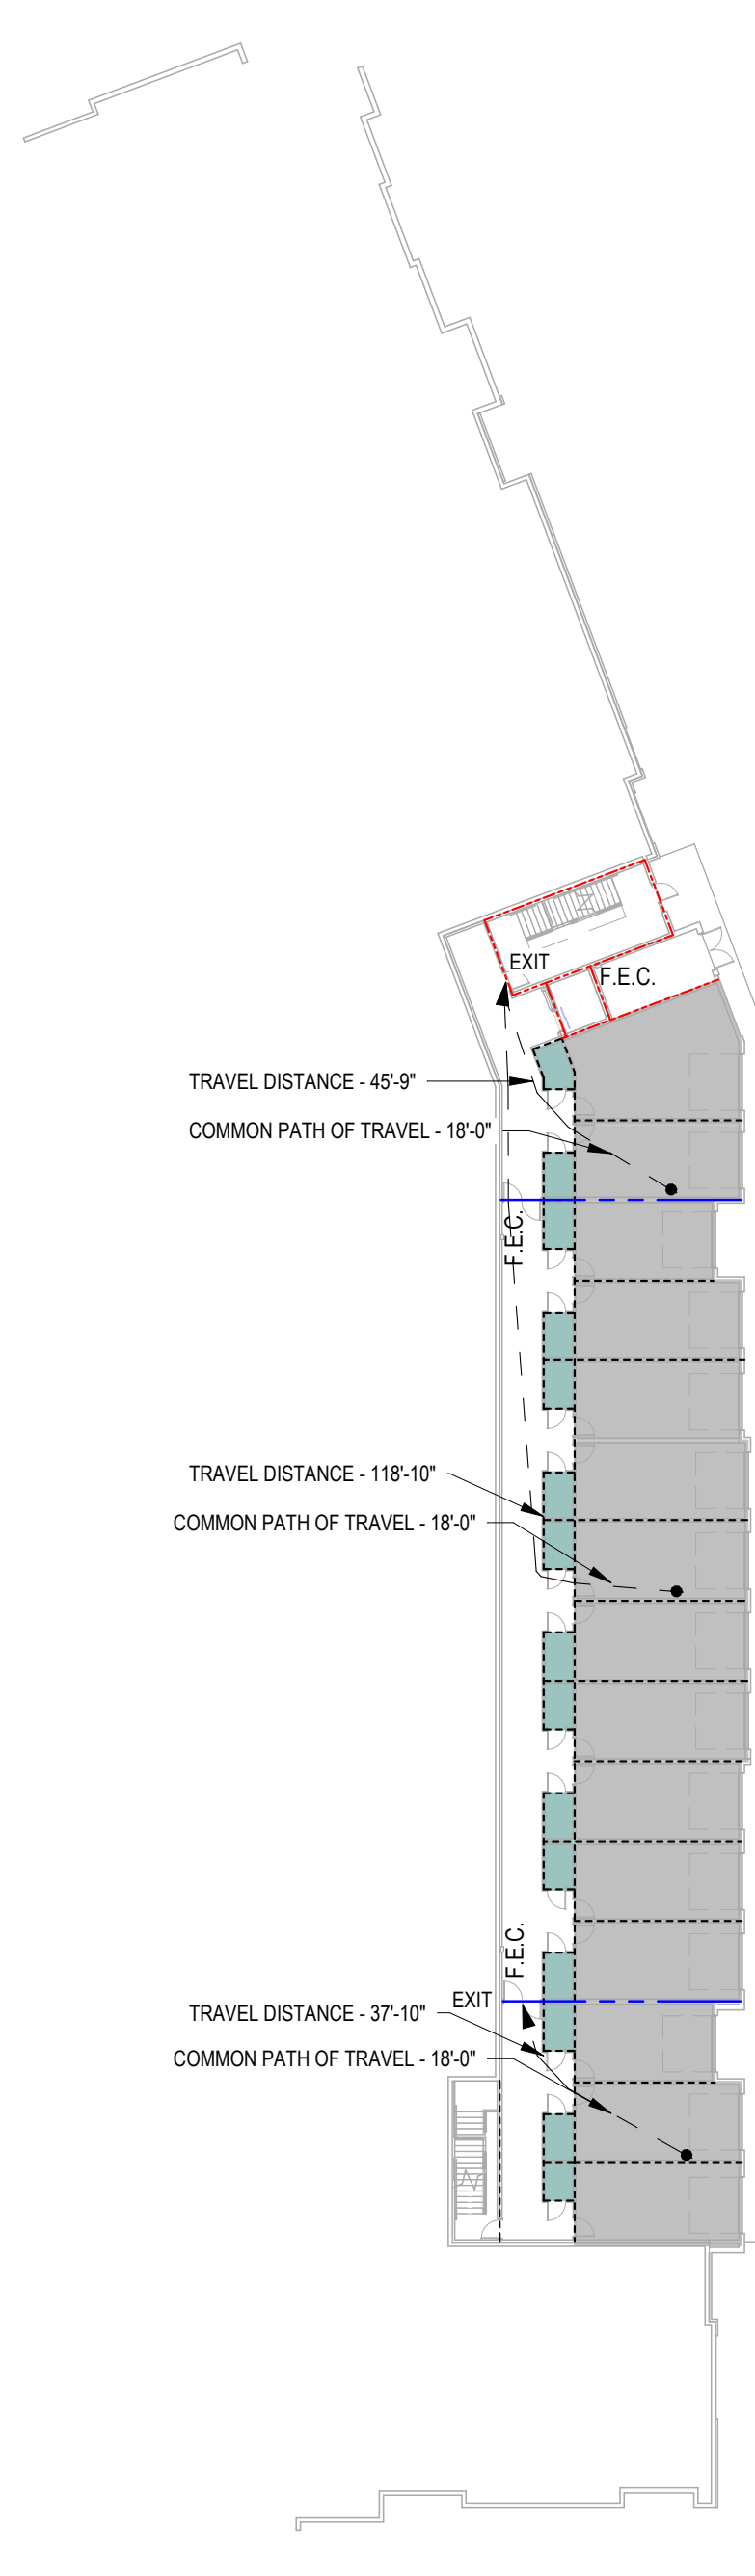 EXIT
F.E.C.
TRAVEL DISTANCE - 45'-9"
COMMON PATH OF TRAVEL - 18'-0"
F.E.C.
TRAVEL DISTANCE - 118'-10"
COMMON PATH OF TRAVEL - 18'-0"
F.E.C.
EXIT
TRAVEL DISTANCE - 37'-10"
COMMON PATH OF TRAVEL - 18'-0"